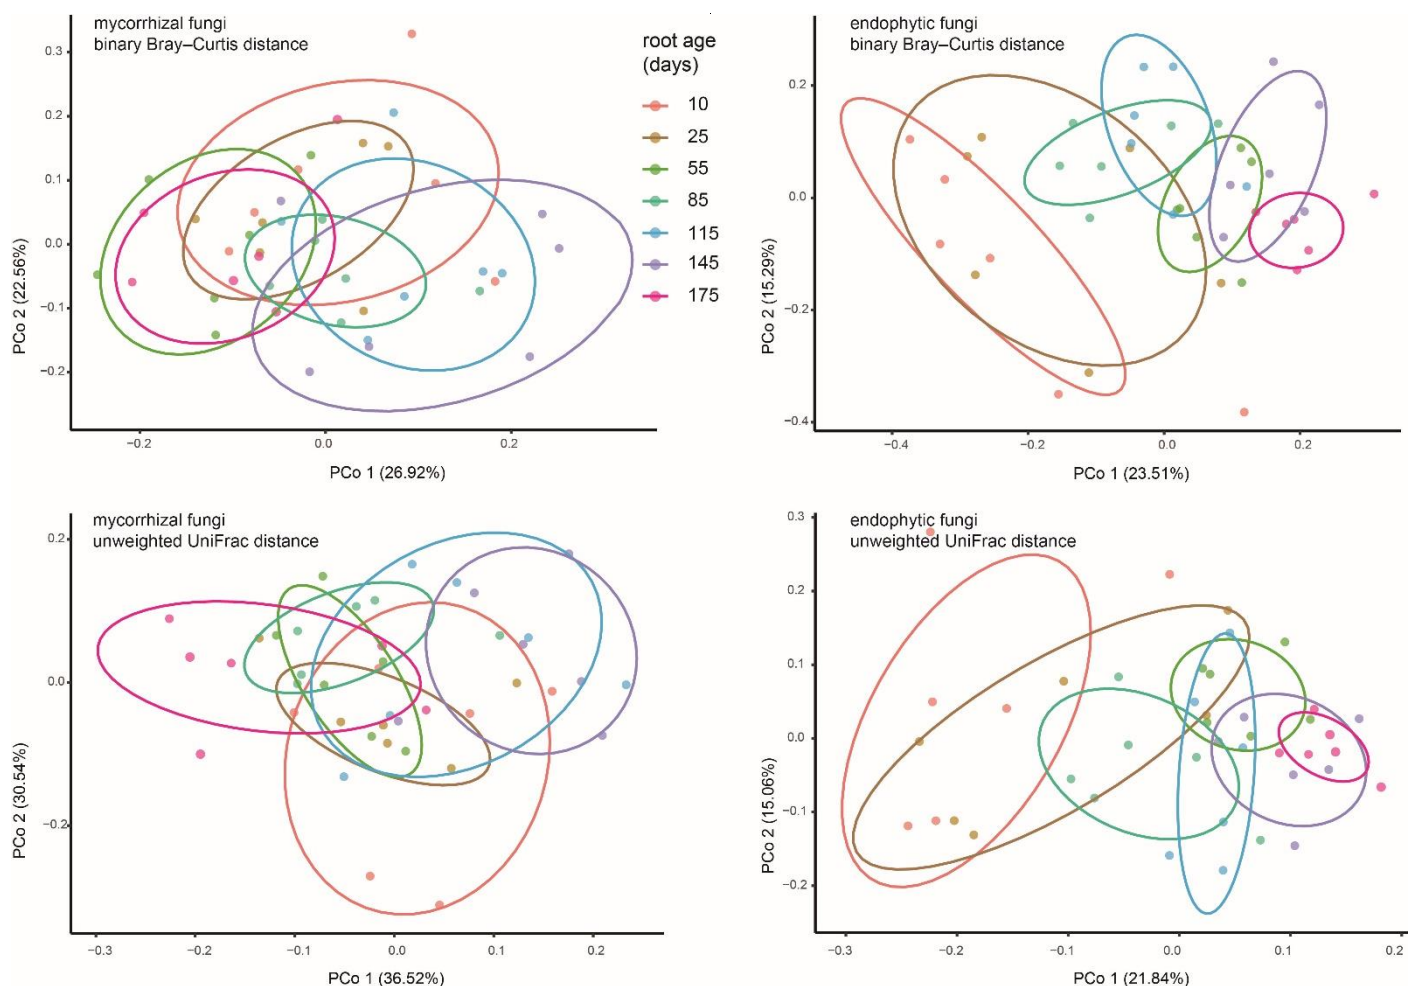 mycorrhizal fungi
binary Bray–Curtis distance
0.3
0.2
0.1
0.0
−0.1
−0.2
PCo 2 (22.56%)
−0.2
0.0
0.2
PCo 1 (26.92%)
root age
(days)
10
25
55
85
115
145
175
endophytic fungi
binary Bray–Curtis distance
0.2
0.0
−0.2
−0.4
PCo 2 (15.29%)
−0.4
−0.2
0.0
0.2
PCo 1 (23.51%)
mycorrhizal fungi
unweighted UniFrac distance
0.2
0.0
−0.2
PCo 2 (30.54%)
−0.3
−0.2
−0.1
0.0
0.1
0.2
PCo 1 (36.52%)
endophytic fungi
unweighted UniFrac distance
0.3
0.2
0.1
0.0
−0.1
−0.2
PCo 2 (15.06%)
−0.3
−0.2
−0.1
0.0
0.1
0.2
PCo 1 (21.84%)